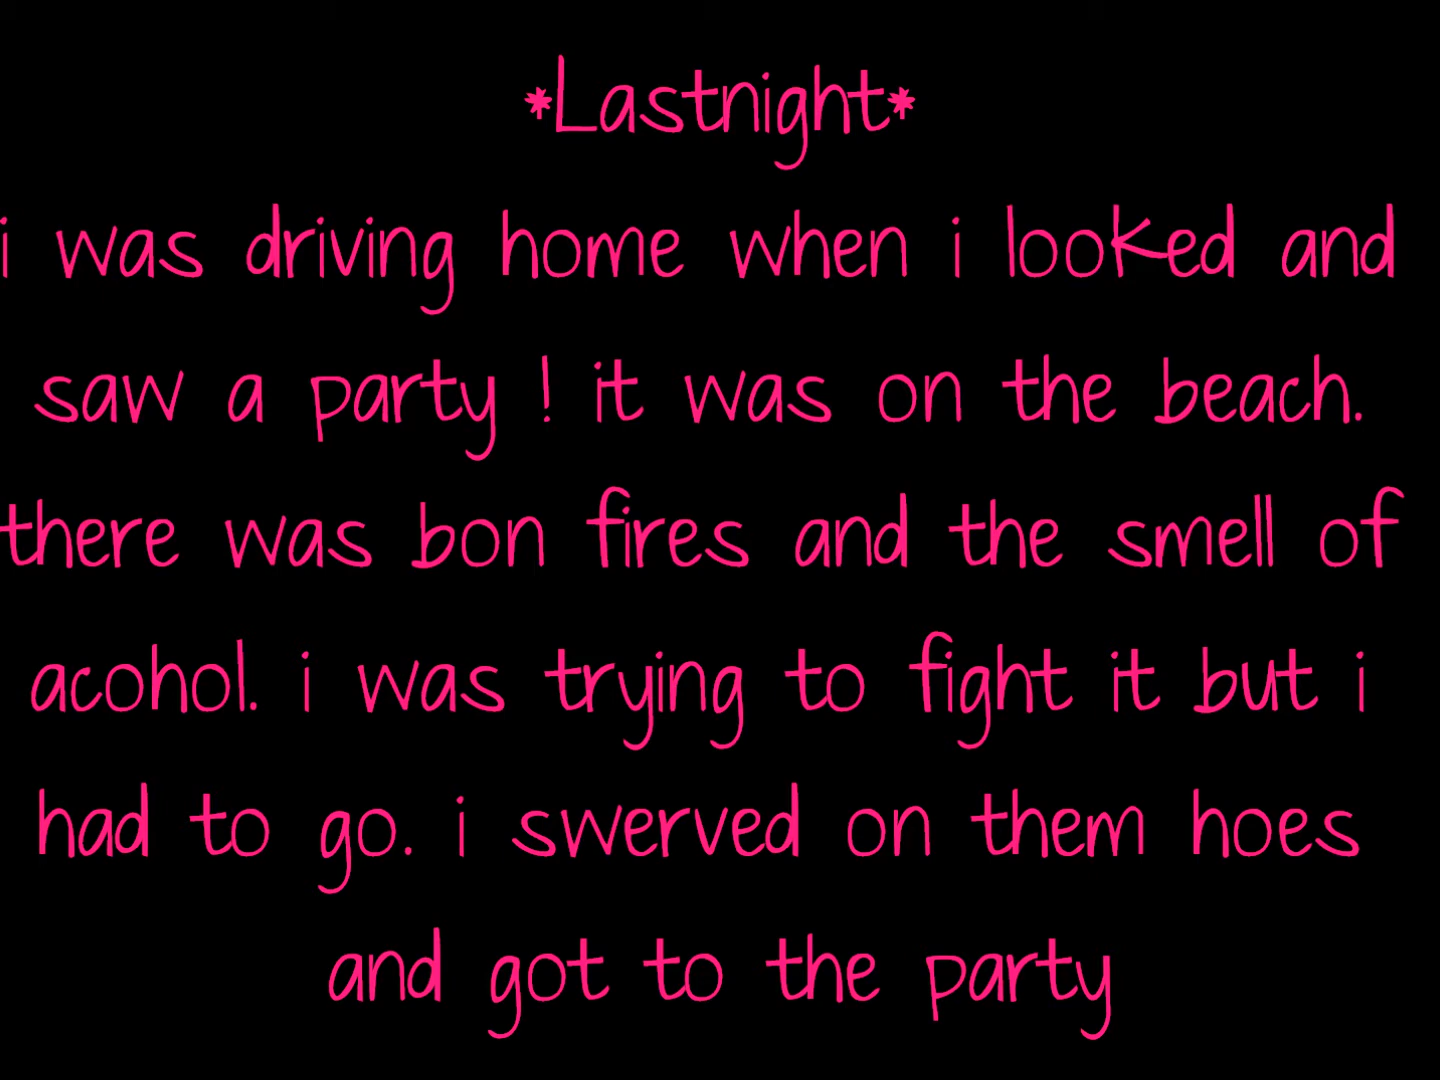 *Lastnight*
i was driving home when i looked and
saw a party ! it was on the beach.
there was bon fires and the smell of
acohol. i was trying to fight it but i
had to go. i swerved on them hoes
and got to the party